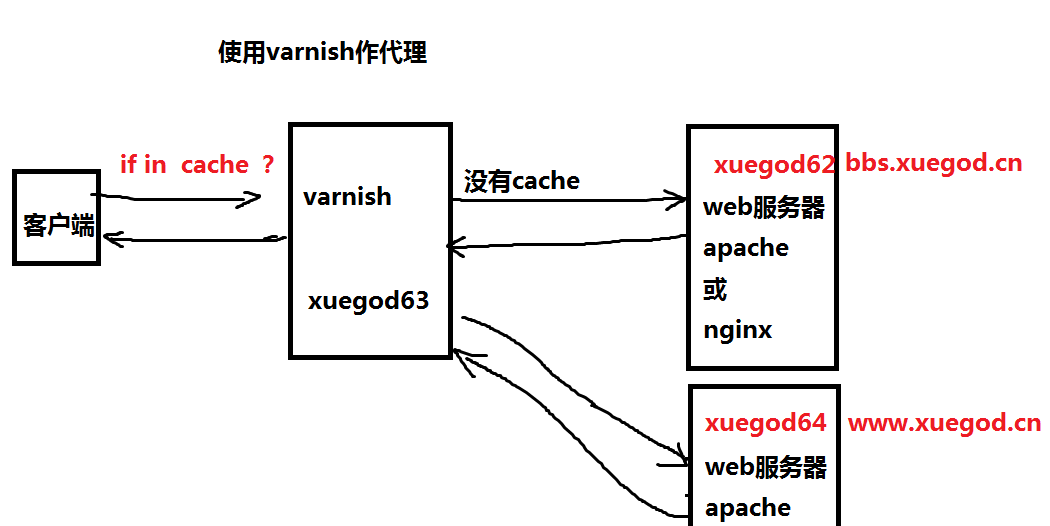 使用varnish作代理
if in cache ?
客户端
varnish
xuegod63
没有cache
xuegod62
bbs.xuegod.cn
web服务器
apache
或
nginx
xuegod64
www.xuegod.cn
web服务器
apache